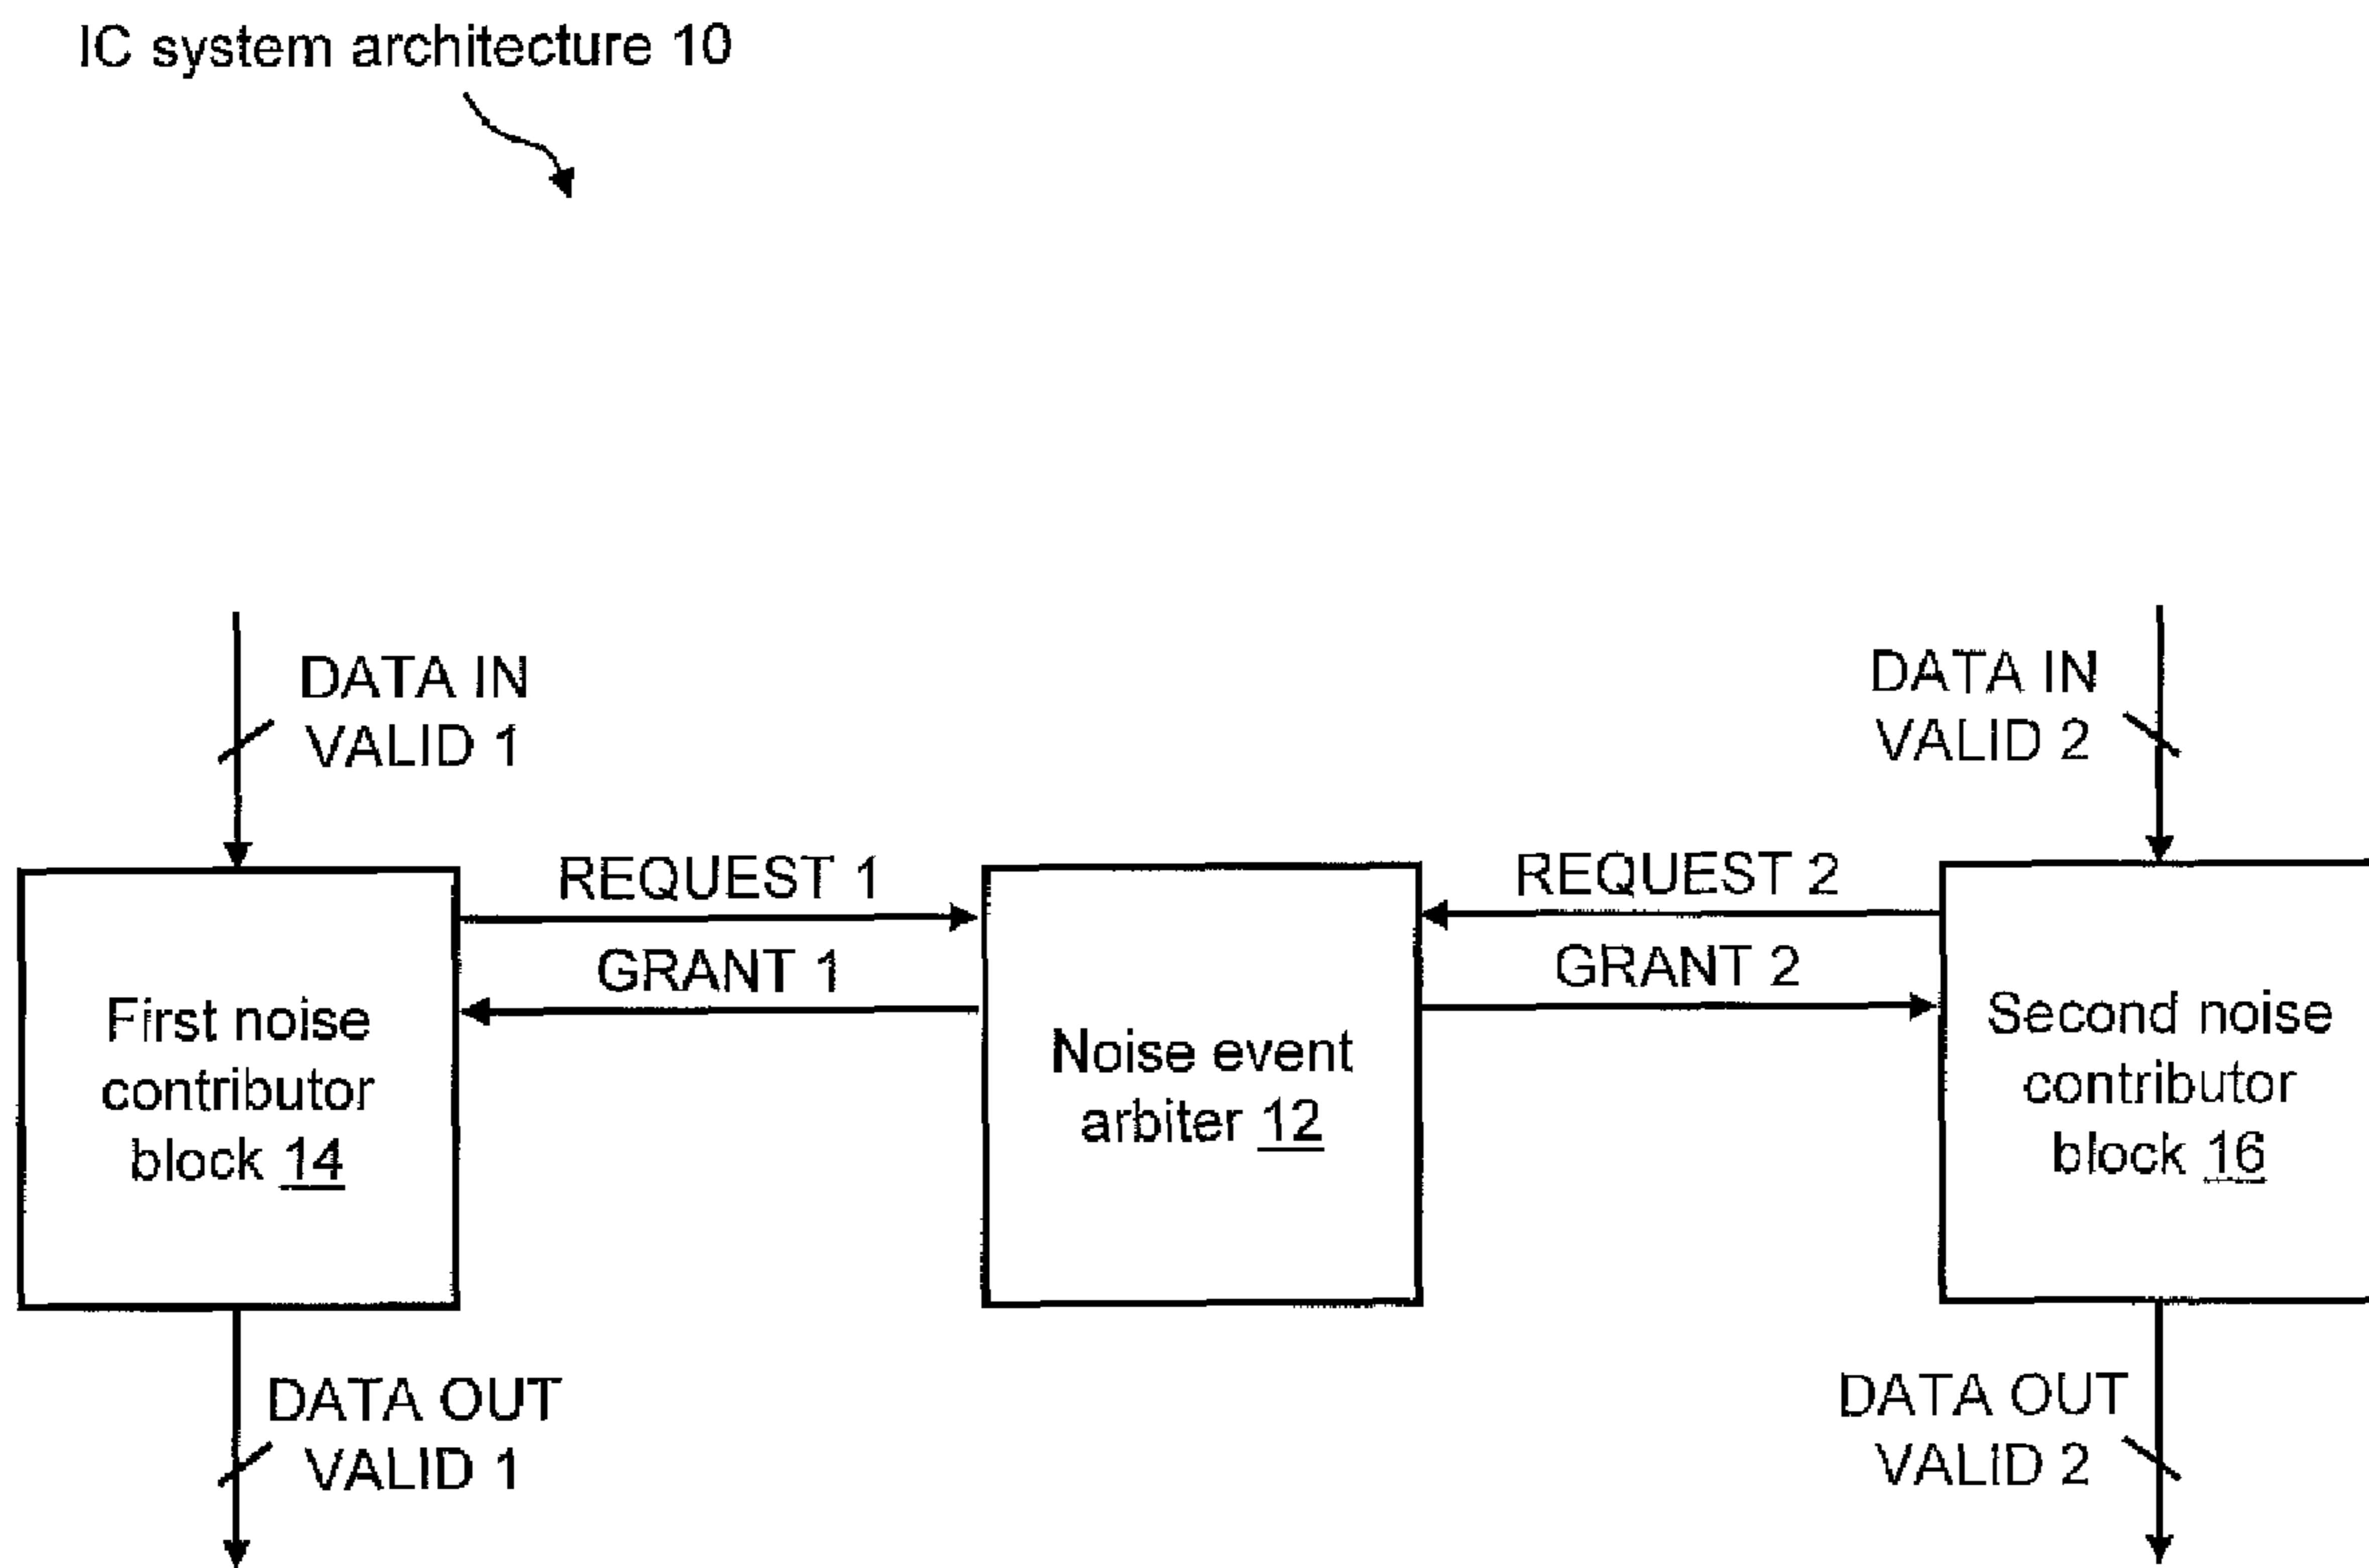 IC system architecture 10
DATA IN
VALID 1
DATA IN
VALID 2
REQUEST 1
GRANT 1
REQUEST 2
GRANT 2
First noise
contributor
block 14
Noise event
arbiter 12
Second noise
contributor
block 16
DATA OUT
VALID 1
DATA OUT
VALID 2